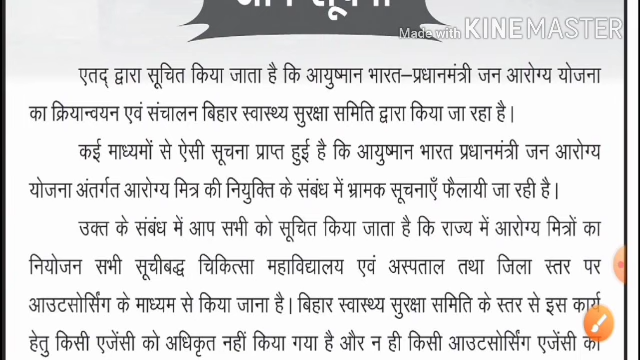 आम सूचना
Made with KINEMASTER
एतद् द्वारा सूचित किया जाता है कि आयुष्मान भारत–प्रधानमंत्री जन आरोग्य योजना
का क्रियान्वयन एवं संचालन बिहार स्वास्थ्य सुरक्षा समिति द्वारा किया जा रहा है।
कई माध्यमों से ऐसी सूचना प्राप्त हुई है कि आयुष्मान भारत प्रधानमंत्री जन आरोग्य
योजना अंतर्गत आरोग्य मित्र की नियुक्ति के संबंध में भ्रामक सूचनाएँ फैलायी जा रही है।
उक्त के संबंध में आप सभी को सूचित किया जाता है कि राज्य में आरोग्य मित्रों का
नियोजन सभी सूचीबद्ध चिकित्सा महाविद्यालय एवं अस्पताल तथा जिला स्तर पर
आउटसोर्सिंग के माध्यम से किया जाना है। बिहार स्वास्थ्य सुरक्षा समिति के स्तर से इस कार्य
हेतु किसी एजेंसी को अधिकृत नहीं किया गया है और न ही किसी आउटसोर्सिंग एजेंसी का